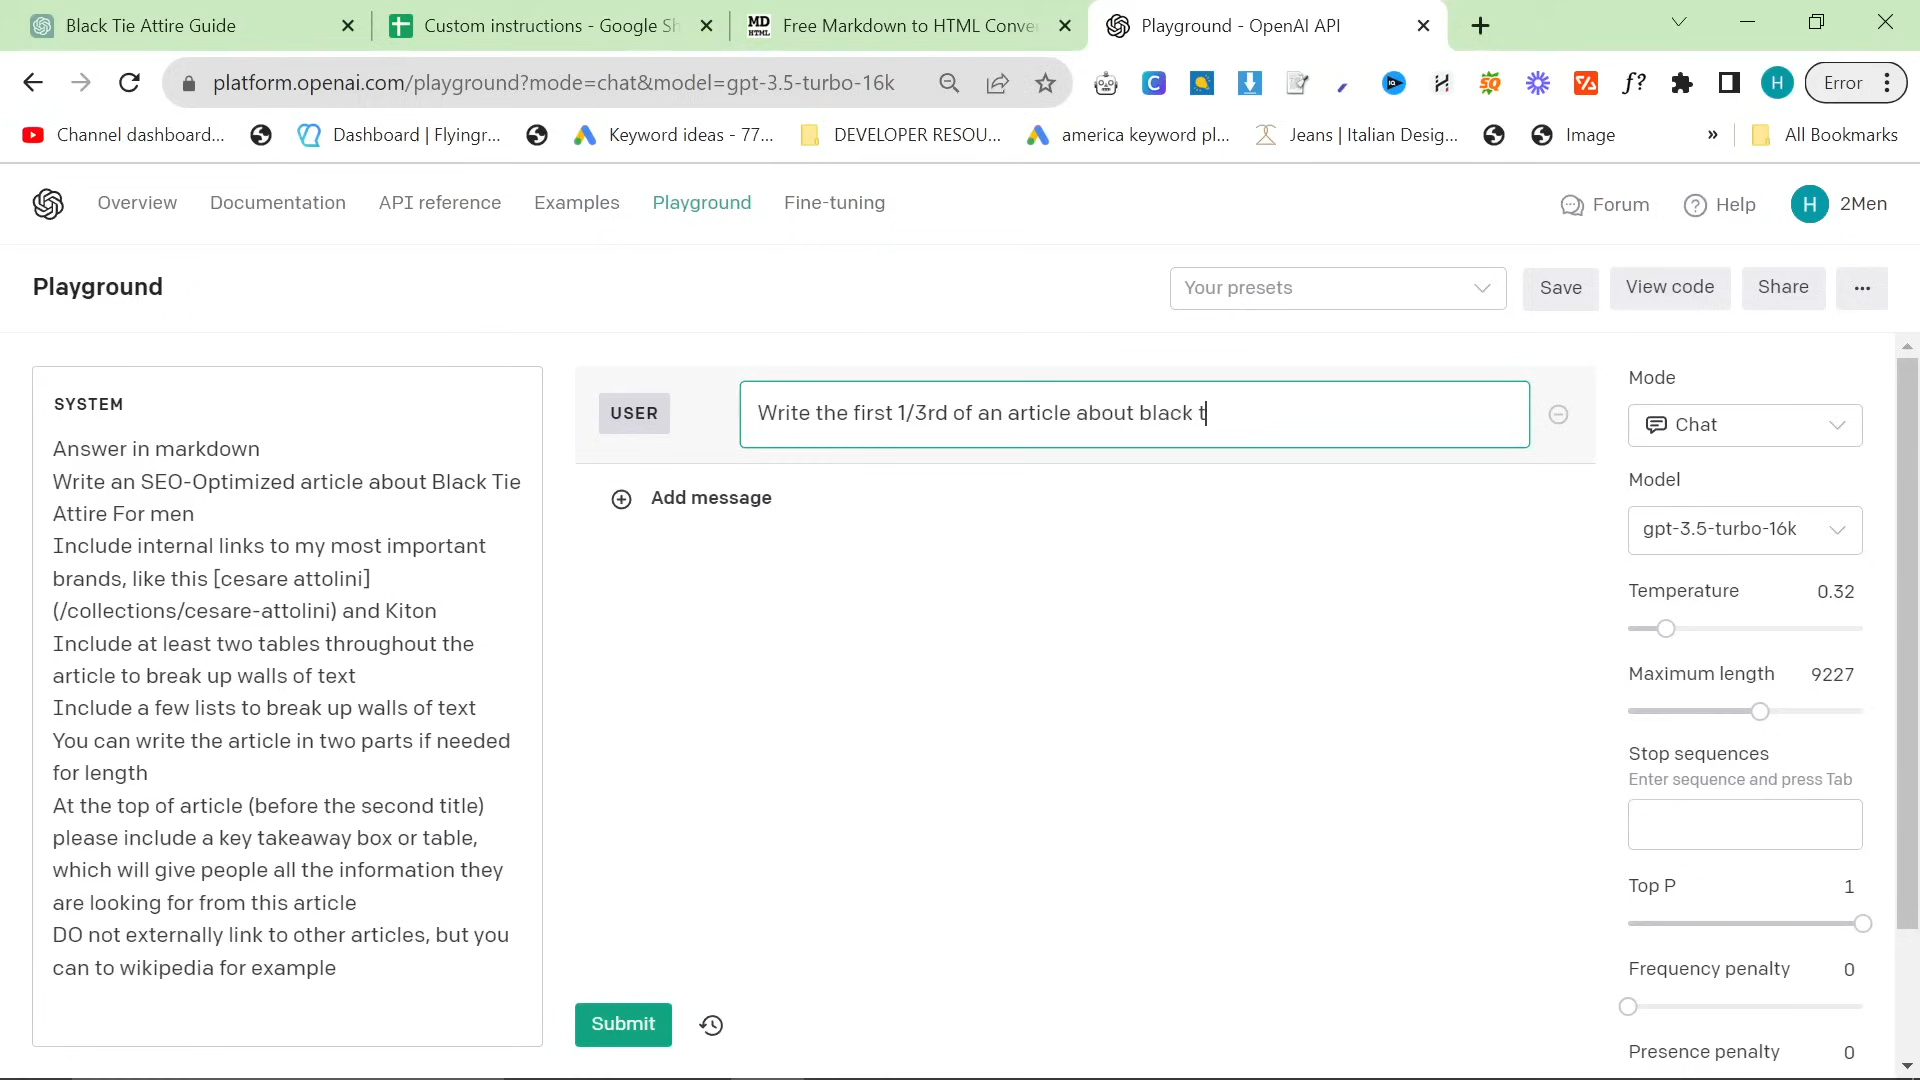 Black Tie Attire Guide
Custom instructions - Google Sh
MD
HTML
Free Markdown to HTML Conve
Playground - OpenAI API
platform.openai.com/playground?mode=chat&model=gpt-3.5-turbo-16k
H
Error
Channel dashboard...
Dashboard | Flyingr...
Keyword ideas - 77...
DEVELOPER RESOU...
america keyword pl...
Jeans | Italian Desig...
Image
»
All Bookmarks
Overview
Documentation
API reference
Examples
Playground
Fine-tuning
Forum
Help
H
2Men
Playground
Your presets
Save
View code
Share
...
SYSTEM
Answer in markdown
Write an SEO-Optimized article about Black Tie
Attire For men
Include internal links to my most important
brands, like this [cesare attolini]
(/collections/cesare-attolini) and Kiton
Include at least two tables throughout the
article to break up walls of text
Include a few lists to break up walls of text
You can write the article in two parts if needed
for length
At the top of article (before the second title)
please include a key takeaway box or table,
which will give people all the information they
are looking for from this article
DO not externally link to other articles, but you
can to wikipedia for example
USER
Write the first 1/3rd of an article about black t
Add message
Submit
Mode
Chat
Model
gpt-3.5-turbo-16k
Temperature 0.32
Maximum length 9227
Stop sequences
Enter sequence and press Tab
Top P 1
Frequency penalty 0
Presence penalty 0